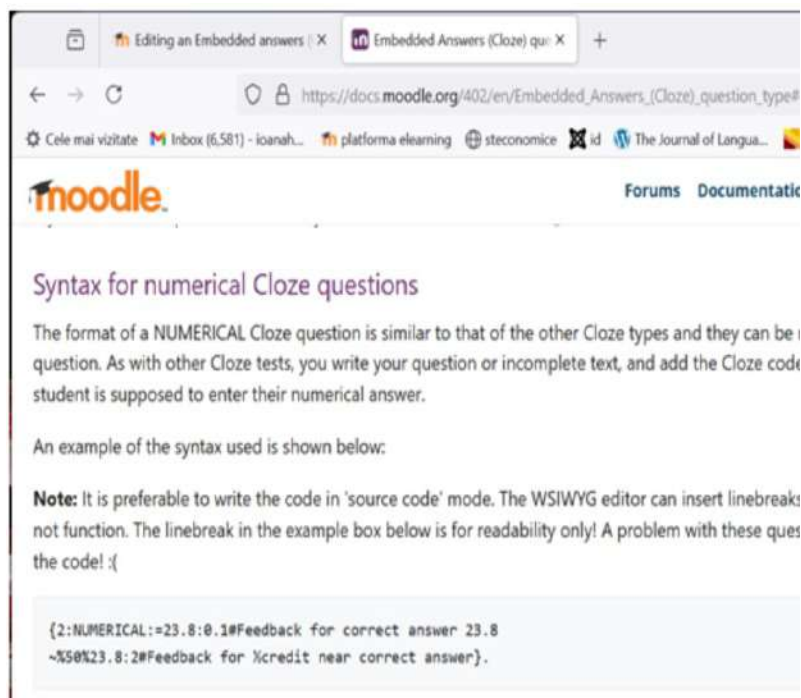 Editing an Embedded answers (
Embedded Answers (Cloze) que
https://docs.moodle.org/402/en/Embedded_Answers_(Cloze)_question_type#
Cele mai vizitate Inbox (6,581) - ioanah... platforma elearning steconomice id The Journal of Langua...
moodle
Forums Documentatio
Syntax for numerical Cloze questions
The format of a NUMERICAL Cloze question is similar to that of the other Cloze types and they can be
question. As with other Cloze tests, you write your question or incomplete text, and add the Cloze code
student is supposed to enter their numerical answer.
An example of the syntax used is shown below:
Note: It is preferable to write the code in 'source code' mode. The WSIWYG editor can insert linebreaks
not function. The linebreak in the example box below is for readability only! A problem with these ques
the code! :(
{2:NUMERICAL:=23.8:0.1#Feedback for correct answer 23.8
~%50%23.8:2#Feedback for %credit near correct answer}.